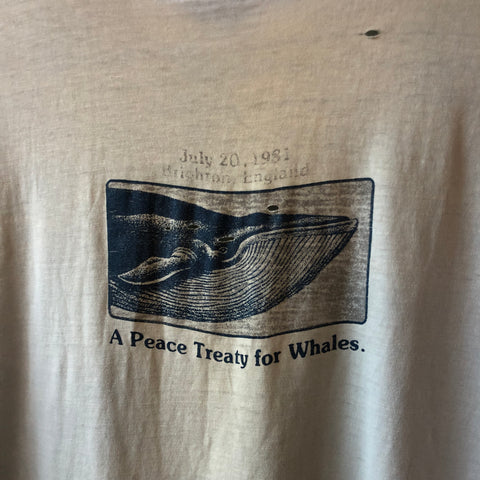 July 20, 1981
Brighton, England
A Peace Treaty for Whales.